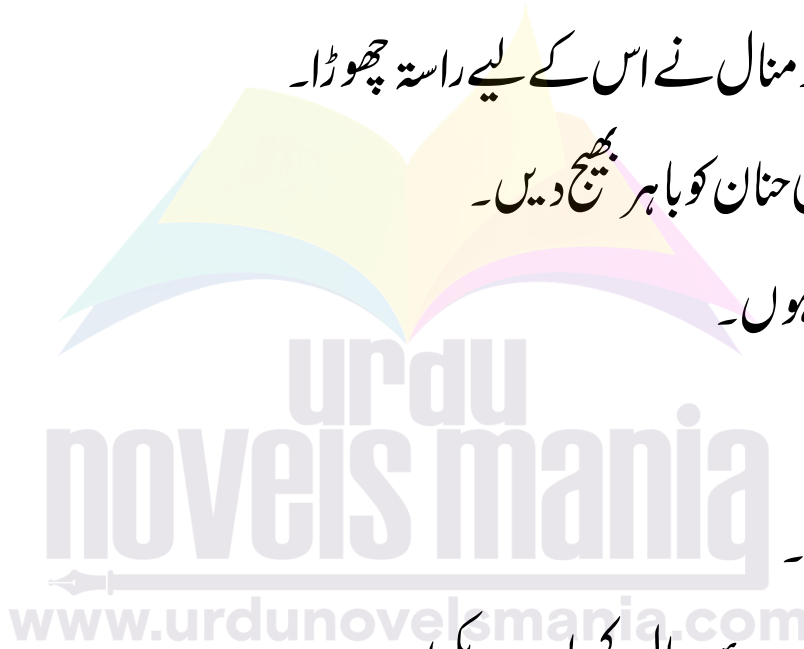 منال نے اس کے لیے راستہ چھوڑا۔
حنان کو باہر بھیج دیں۔
ہوں۔
urdu
novels mania
www.urdunovelsmania.com